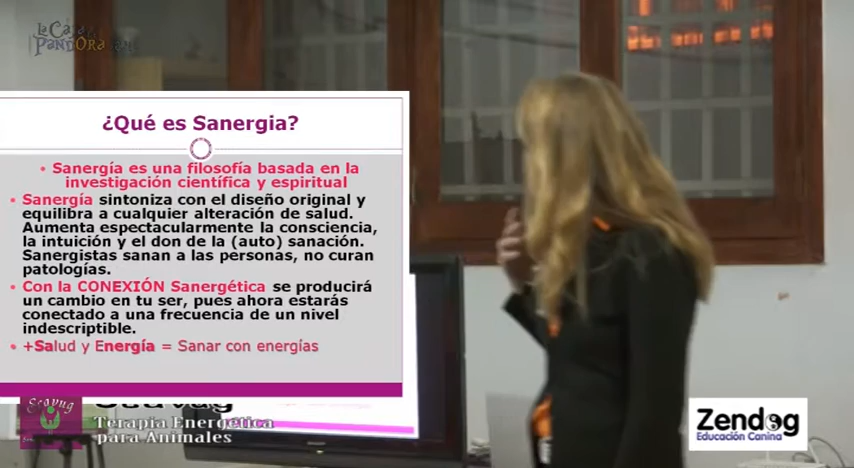 La Caja de
PandOra
¿Qué es Sanergia?
• Sanergía es una filosofía basada en la
investigación científica y espiritual
• Sanergía sintoniza con el diseño original y
equilibra a cualquier alteración de salud.
Aumenta espectacularmente la consciencia,
la intuición y el don de la (auto) sanación.
Sanergistas sanan a las personas, no curan
patologías.
• Con la CONEXIÓN Sanergética se producirá
un cambio en tu ser, pues ahora estarás
conectado a una frecuencia de un nivel
indescriptible.
• +Salud y Energía = Sanar con energías
Terapia Energética
para Animales
Zendog
Educación Canina